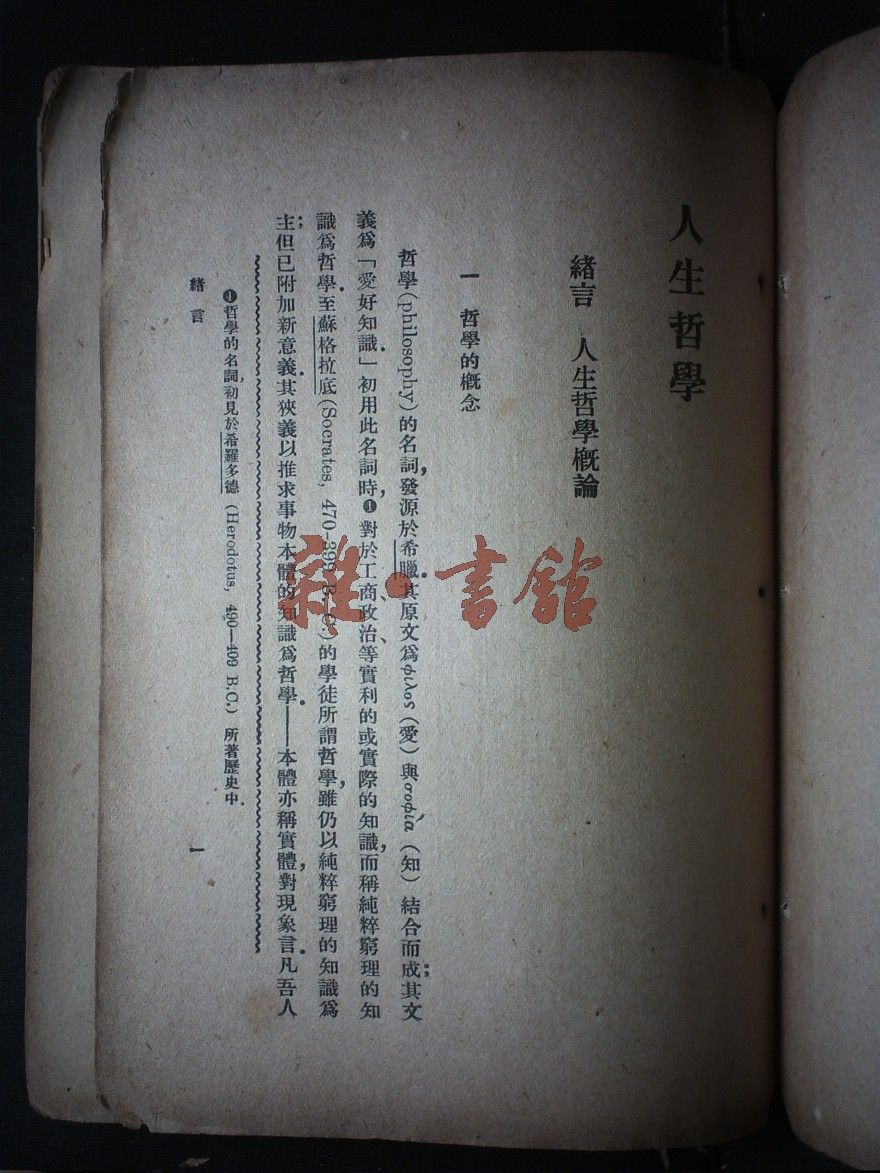 人生哲學
緒言 人生哲學概論
一 哲學的概念
哲學(philosophy)的名詞,發源於希臘。其原文爲φιλος(愛)與σοφία(知)結合而成;其文
義爲「愛好知識」。初用此名詞時,❶對於工商、政治、等實利的或實際的知識,而稱純粹窮理的知
識爲哲學。至蘇格拉底(Socrates, 470-399 B. C.)的學徒所謂哲學,雖仍以純粹窮理的知識爲
主;但已附加新意義。其狹義以推求事物本體的知識爲哲學。——本體亦稱實體,對現象言。凡吾人
❶哲學的名詞,初見於希羅多德(Herodotus, 490—409 B.C.)所著歷史中。
緒言
一
雜·書館